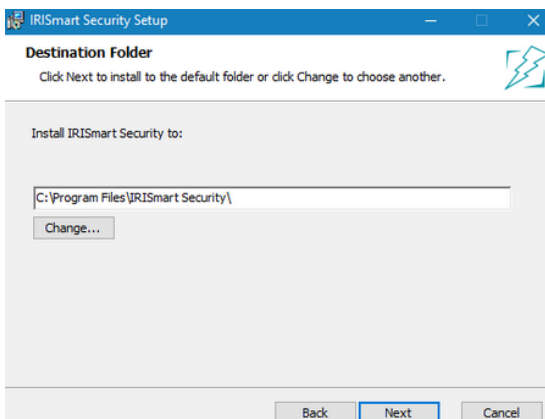 IRISmart Security Setup
Destination Folder
Click Next to install to the default folder or click Change to choose another.
Install IRISmart Security to:
C:\Program Files\IRISmart Security\
Change...
Back Next Cancel